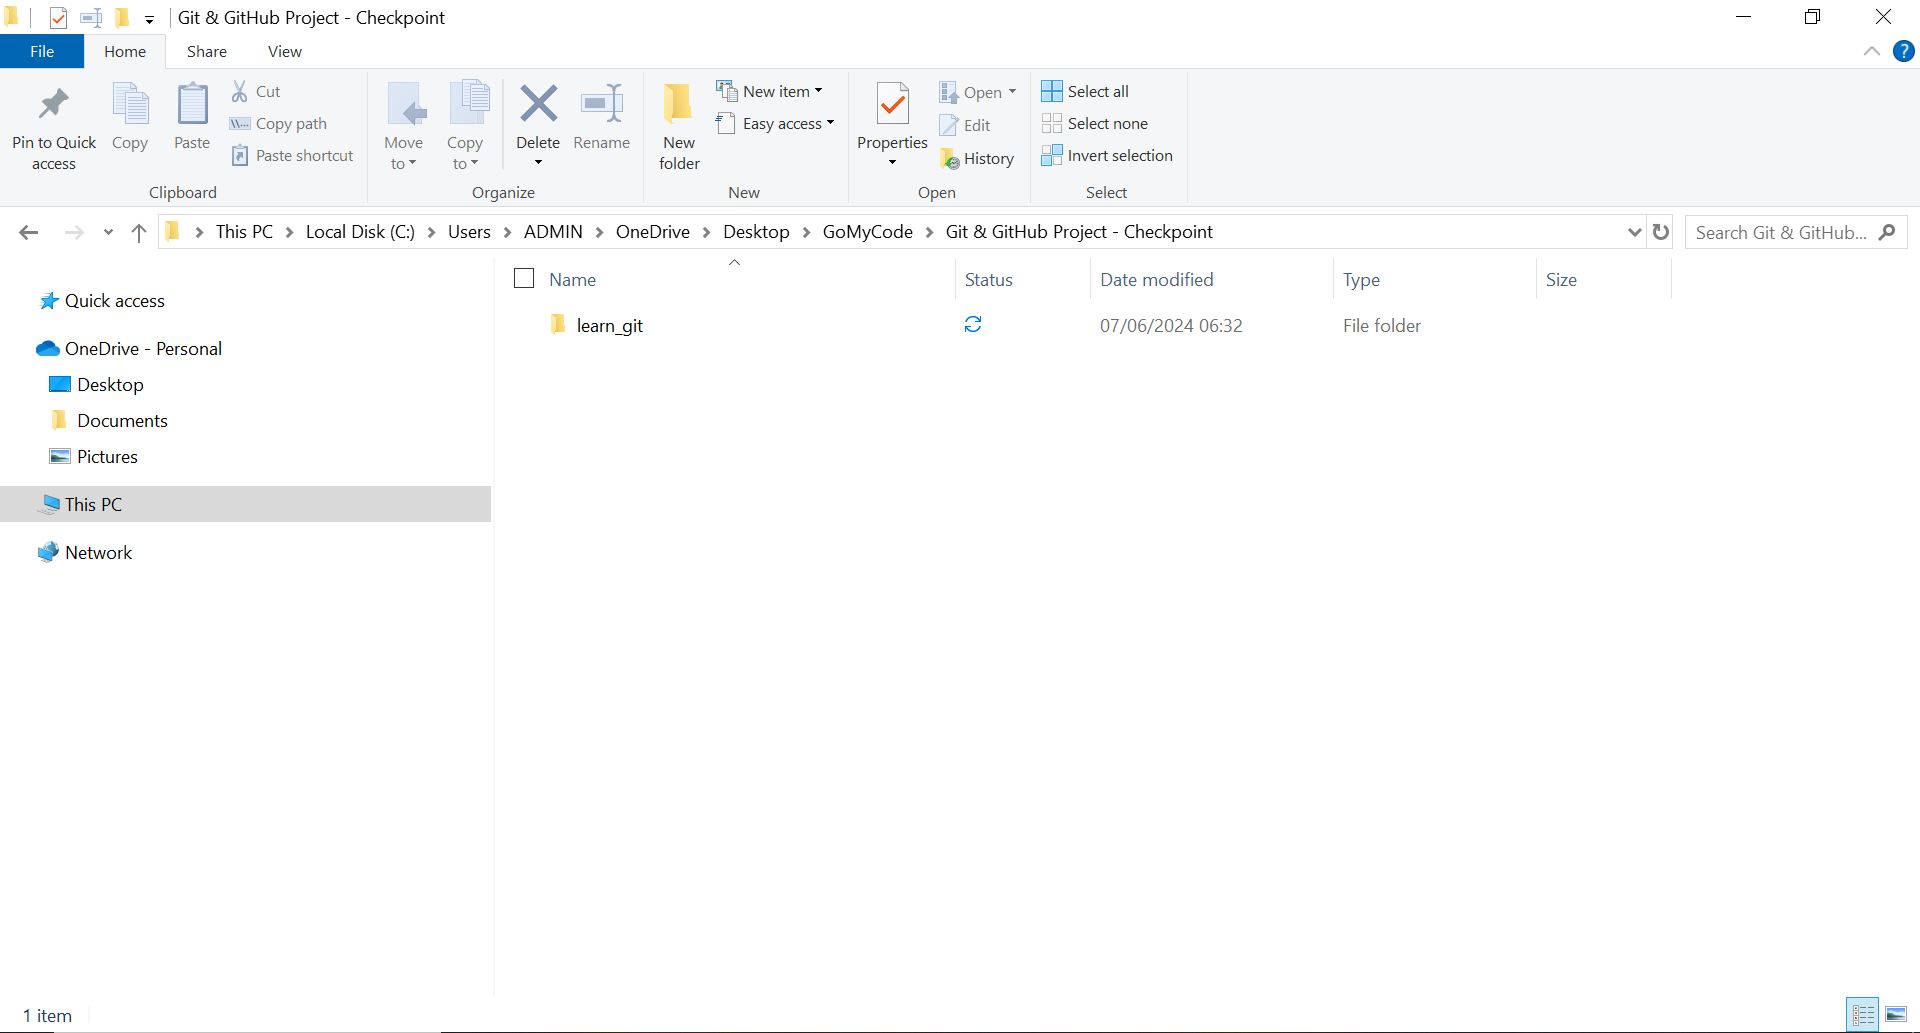 Git & GitHub Project - Checkpoint
File Home Share View
?
Pin to Quick access
Copy
Paste
Cut
Copy path
Paste shortcut
Clipboard
Move to
Copy to
Delete
Rename
Organize
New folder
New item
Easy access
New
Properties
Open
Edit
History
Open
Select all
Select none
Invert selection
Select
This PC > Local Disk (C:) > Users > ADMIN > OneDrive > Desktop > GoMyCode > Git & GitHub Project - Checkpoint
Search Git & GitHub...
Quick access
OneDrive - Personal
Desktop
Documents
Pictures
This PC
Network
Name Status Date modified Type Size
learn_git 07/06/2024 06:32 File folder
1 item